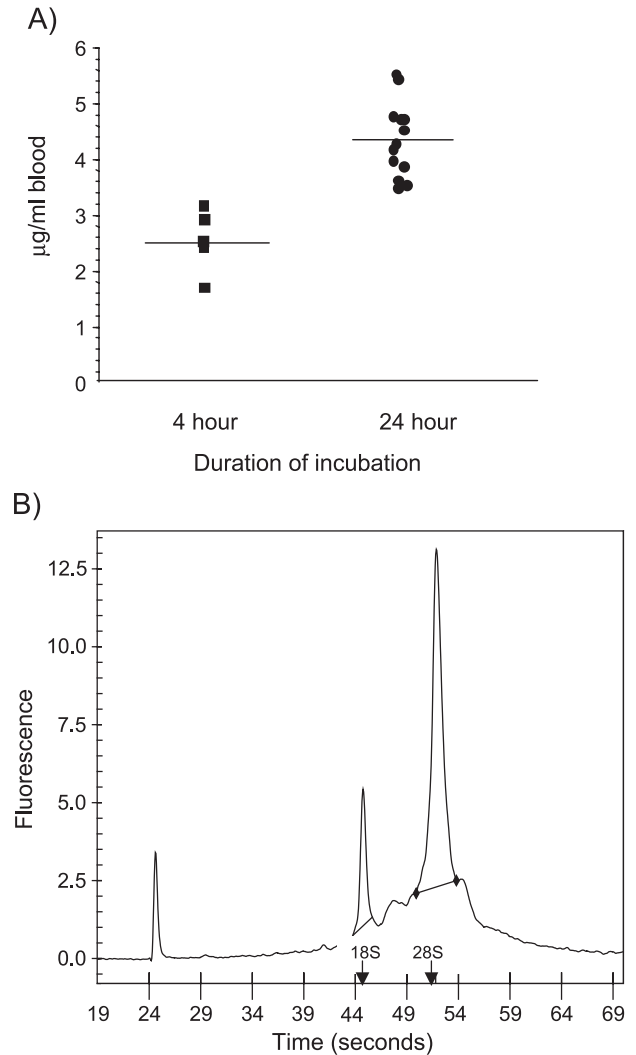 A)
6
5
4
3
2
1
0
µg/ml blood
4 hour 24 hour
Duration of incubation
B)
12.5
10.0
7.5
5.0
2.5
0.0
Fluorescence
18S 28S
19 24 29 34 39 44 49 54 59 64 69
Time (seconds)